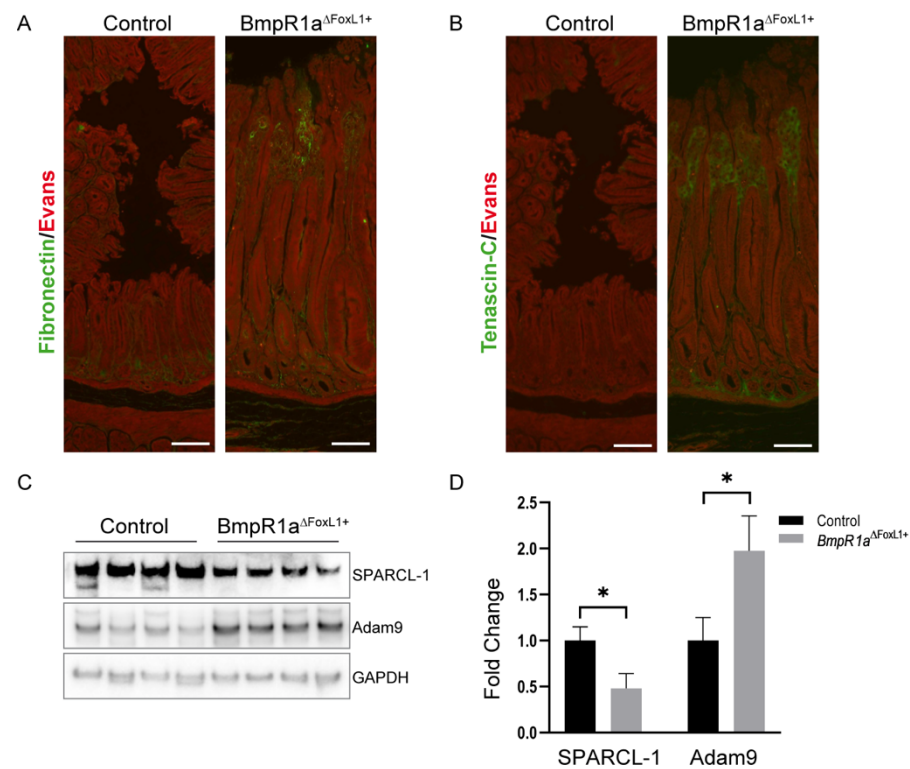 A
Control
BmpR1a^ΔFoxL1+
Fibronectin/Evans
B
Control
BmpR1a^ΔFoxL1+
Tenascin-C/Evans
C
Control
BmpR1a^ΔFoxL1+
SPARCL-1
Adam9
GAPDH
D
Fold Change
2.5
2.0
1.5
1.0
0.5
0.0
*
*
SPARCL-1
Adam9
Control
BmpR1a^ΔFoxL1+